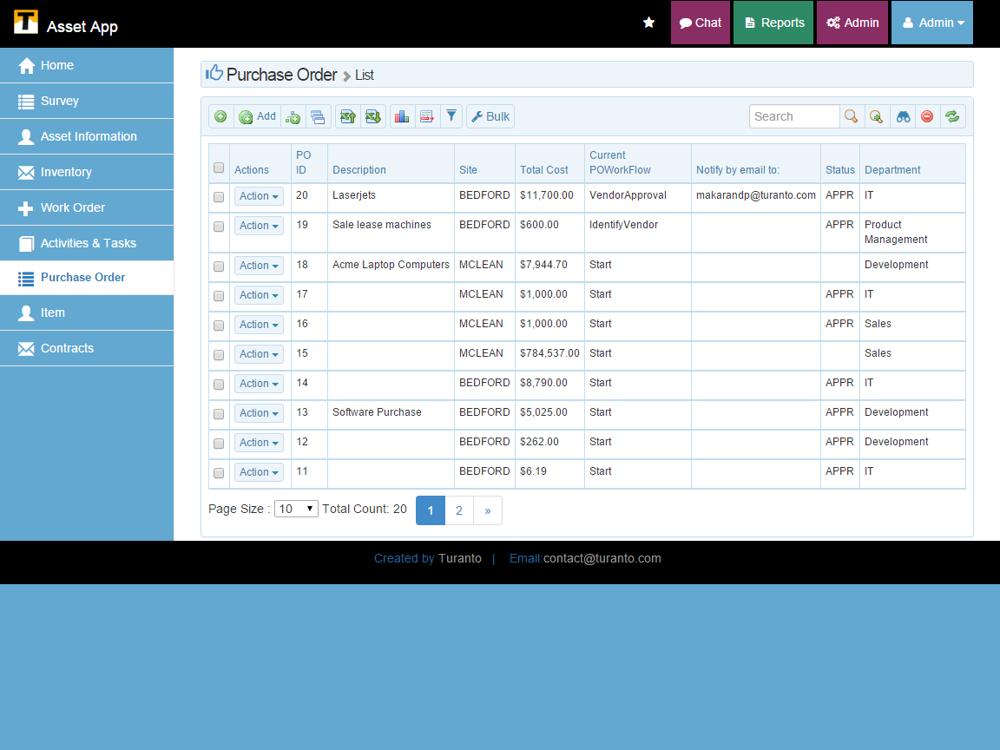 T Asset App Chat Reports Admin Admin
Home
Survey
Asset Information
Inventory
Work Order
Activities & Tasks
Purchase Order
Item
Contracts
Purchase Order > List
Add Bulk Search
Actions PO ID Description Site Total Cost Current POWorkFlow Notify by email to: Status Department
Action 20 Laserjets BEDFORD $11,700.00 VendorApproval makarandp@turanto.com APPR IT
Action 19 Sale lease machines BEDFORD $600.00 IdentifyVendor APPR Product Management
Action 18 Acme Laptop Computers MCLEAN $7,944.70 Start Development
Action 17 MCLEAN $1,000.00 Start APPR IT
Action 16 MCLEAN $1,000.00 Start APPR Sales
Action 15 MCLEAN $784,537.00 Start Sales
Action 14 BEDFORD $8,790.00 Start APPR IT
Action 13 Software Purchase BEDFORD $5,025.00 Start APPR Development
Action 12 BEDFORD $262.00 Start APPR Development
Action 11 BEDFORD $6.19 Start APPR IT
Page Size : 10 Total Count: 20 1 2 »
Created by Turanto | Email:contact@turanto.com